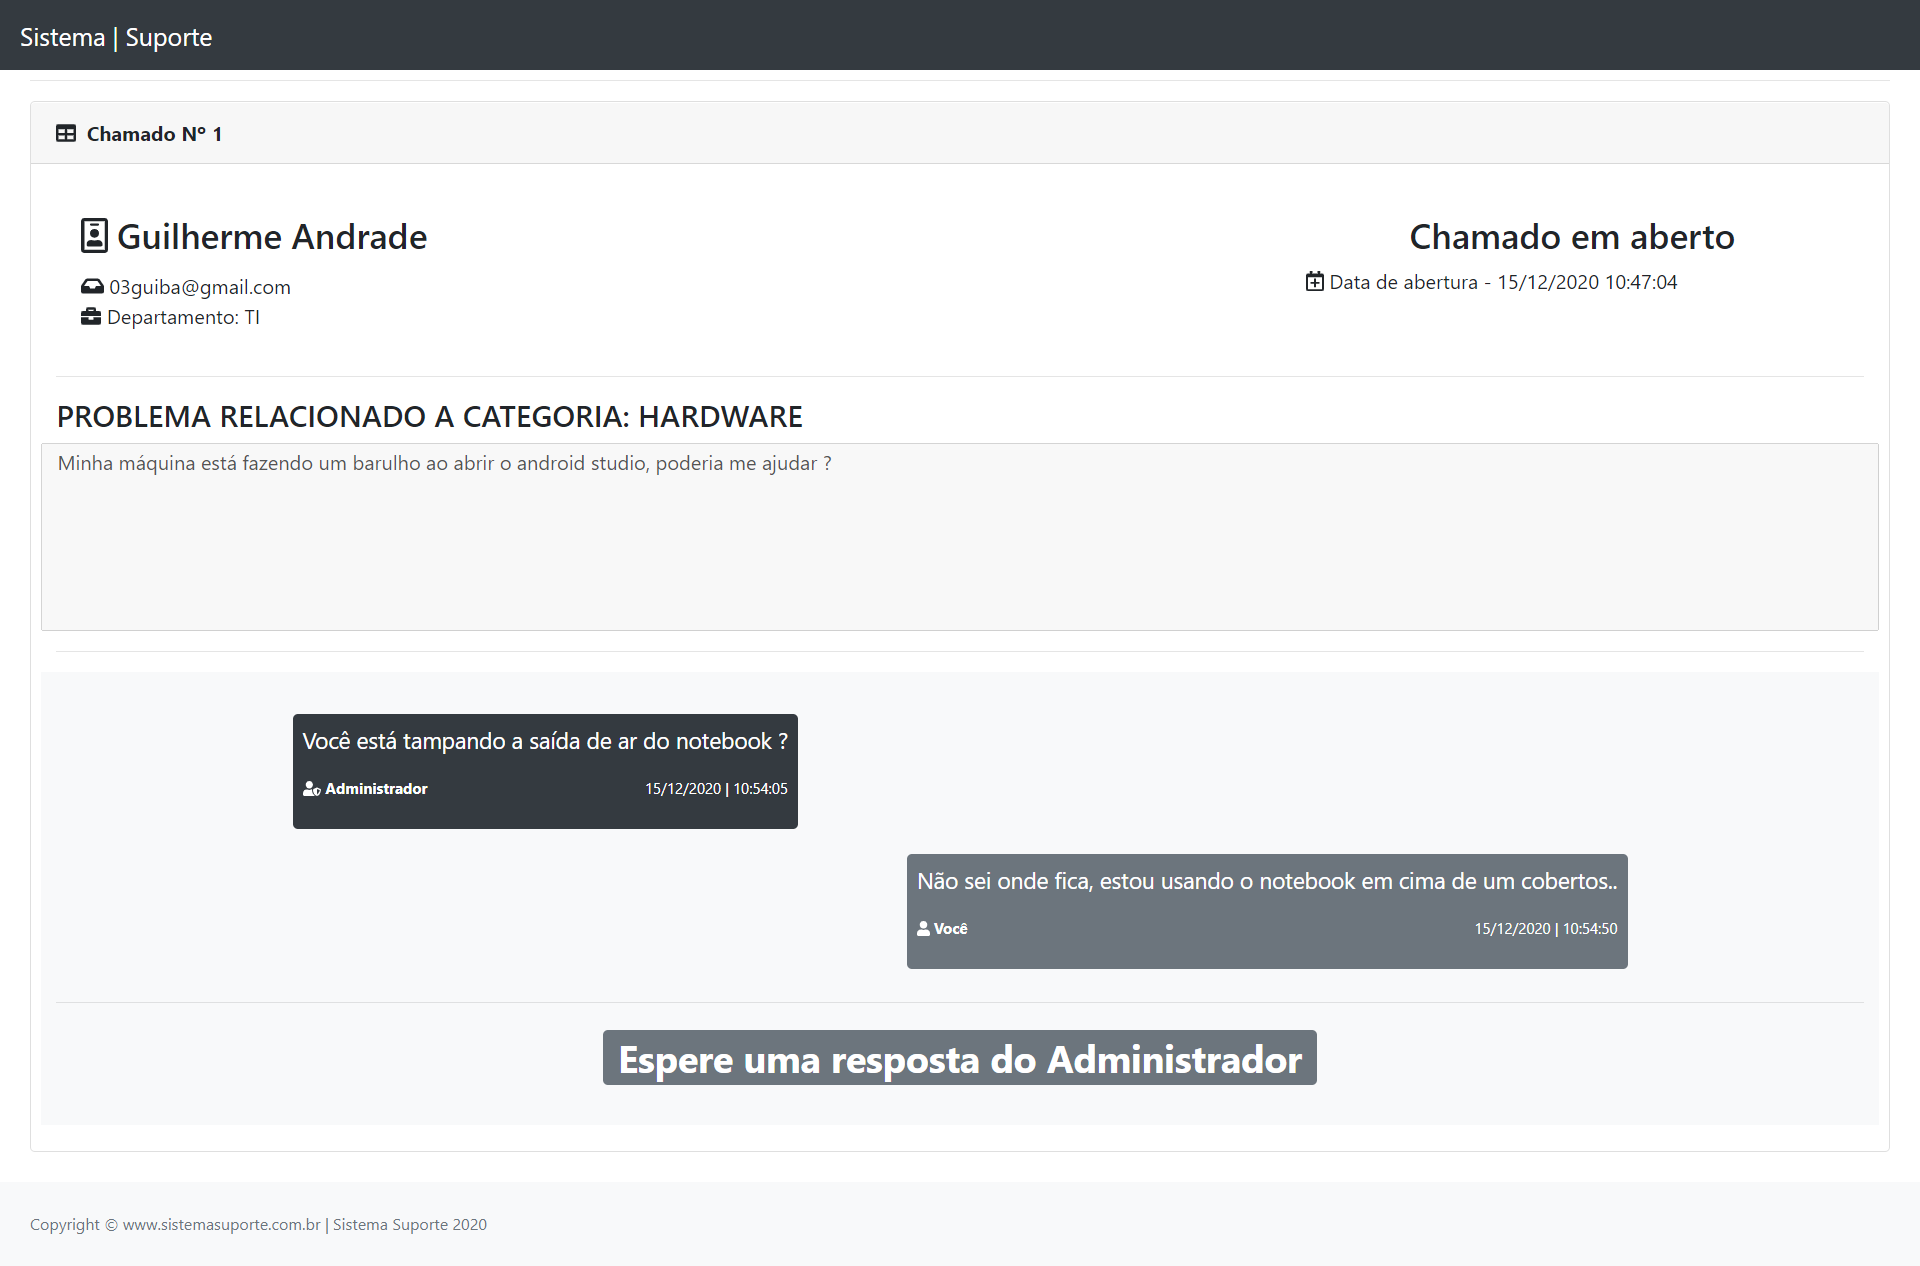 Sistema | Suporte
Chamado Nº 1
Guilherme Andrade
Chamado em aberto
03guiba@gmail.com
Data de abertura - 15/12/2020 10:47:04
Departamento: TI
PROBLEMA RELACIONADO A CATEGORIA: HARDWARE
Minha máquina está fazendo um barulho ao abrir o android studio, poderia me ajudar ?
Você está tampando a saída de ar do notebook ?
Administrador 15/12/2020 | 10:54:05
Não sei onde fica, estou usando o notebook em cima de um cobertos..
Você 15/12/2020 | 10:54:50
Espere uma resposta do Administrador
Copyright © www.sistemasuporte.com.br | Sistema Suporte 2020